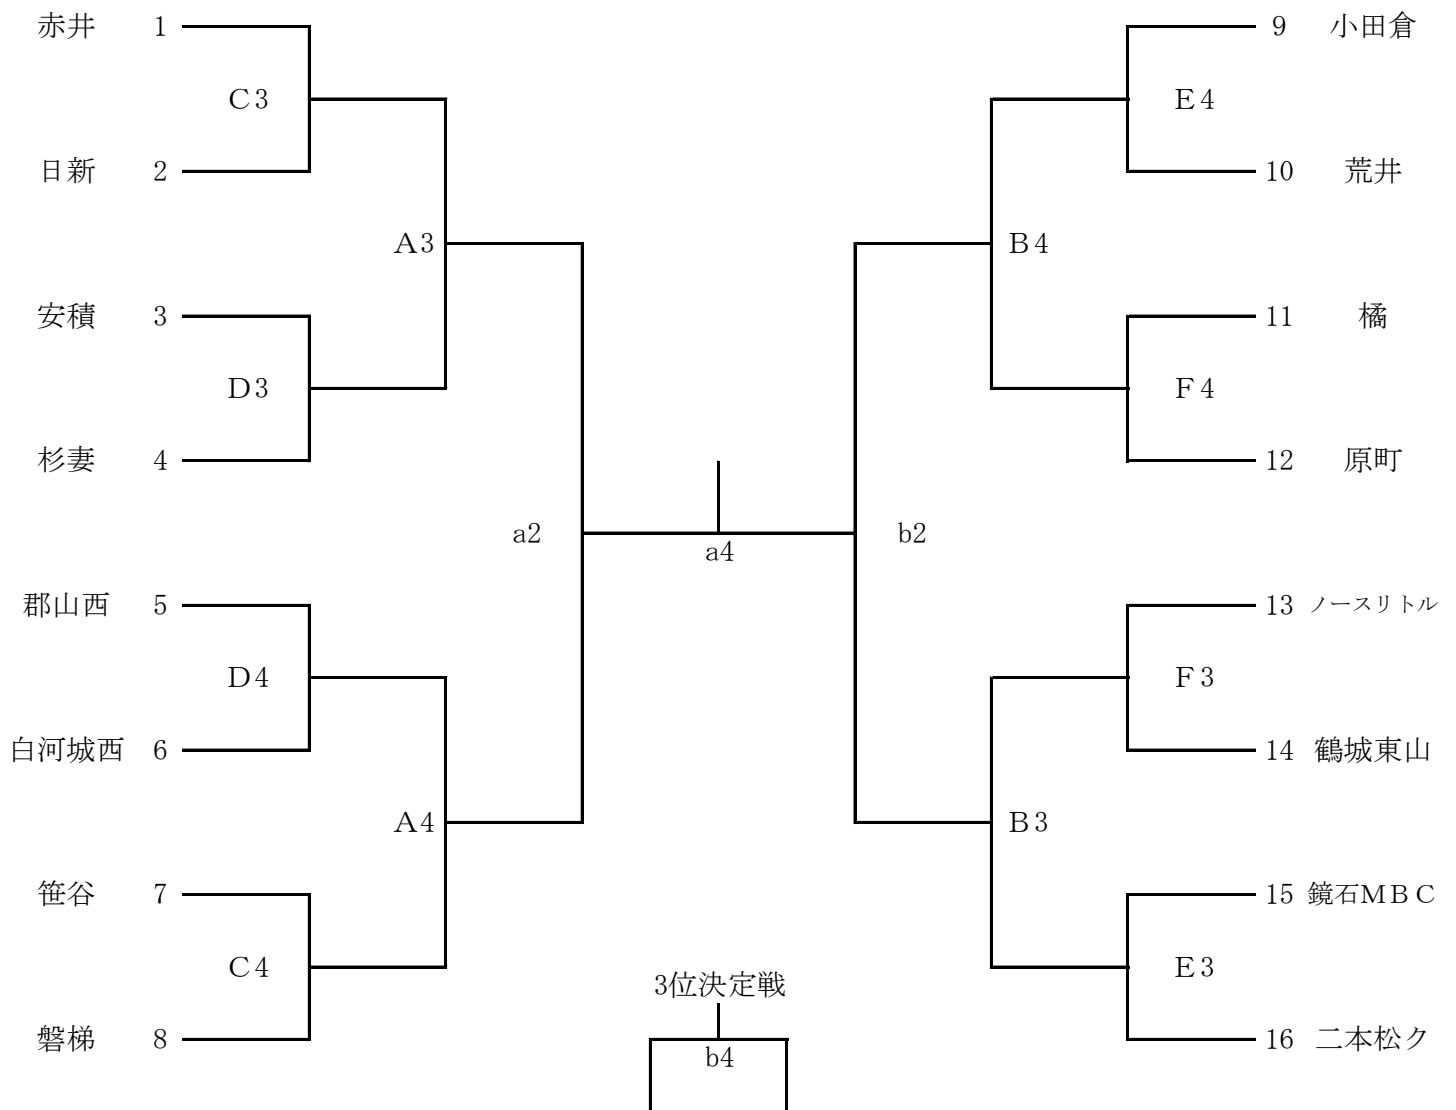 赤井 1
C3
日新 2
A3
安積 3
D3
杉妻 4
a2
郡山西 5
D4
白河城西 6
A4
笹谷 7
C4
磐梯 8
a4
3位決定戦
b4
9 小田倉
E4
10 荒井
B4
11 橘
F4
12 原町
b2
13 ノースリトル
F3
14 鶴城東山
B3
15 鏡石MBC
E3
16 二本松ク